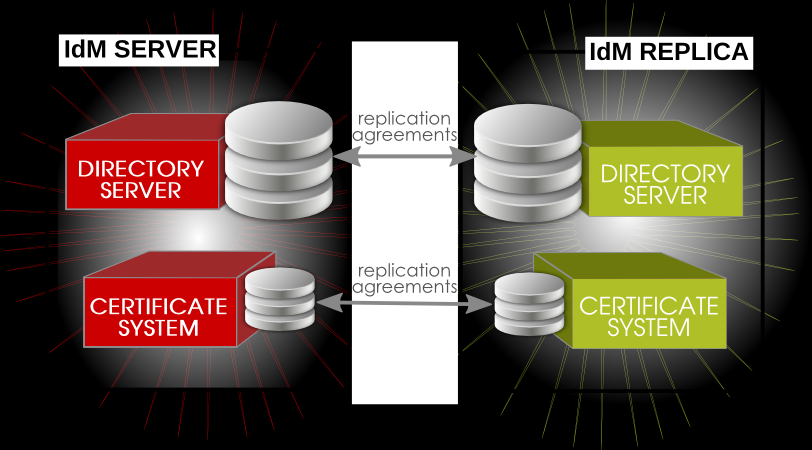 IdM SERVER
IdM REPLICA
replication
agreements
DIRECTORY
SERVER
DIRECTORY
SERVER
replication
agreements
CERTIFICATE
SYSTEM
CERTIFICATE
SYSTEM